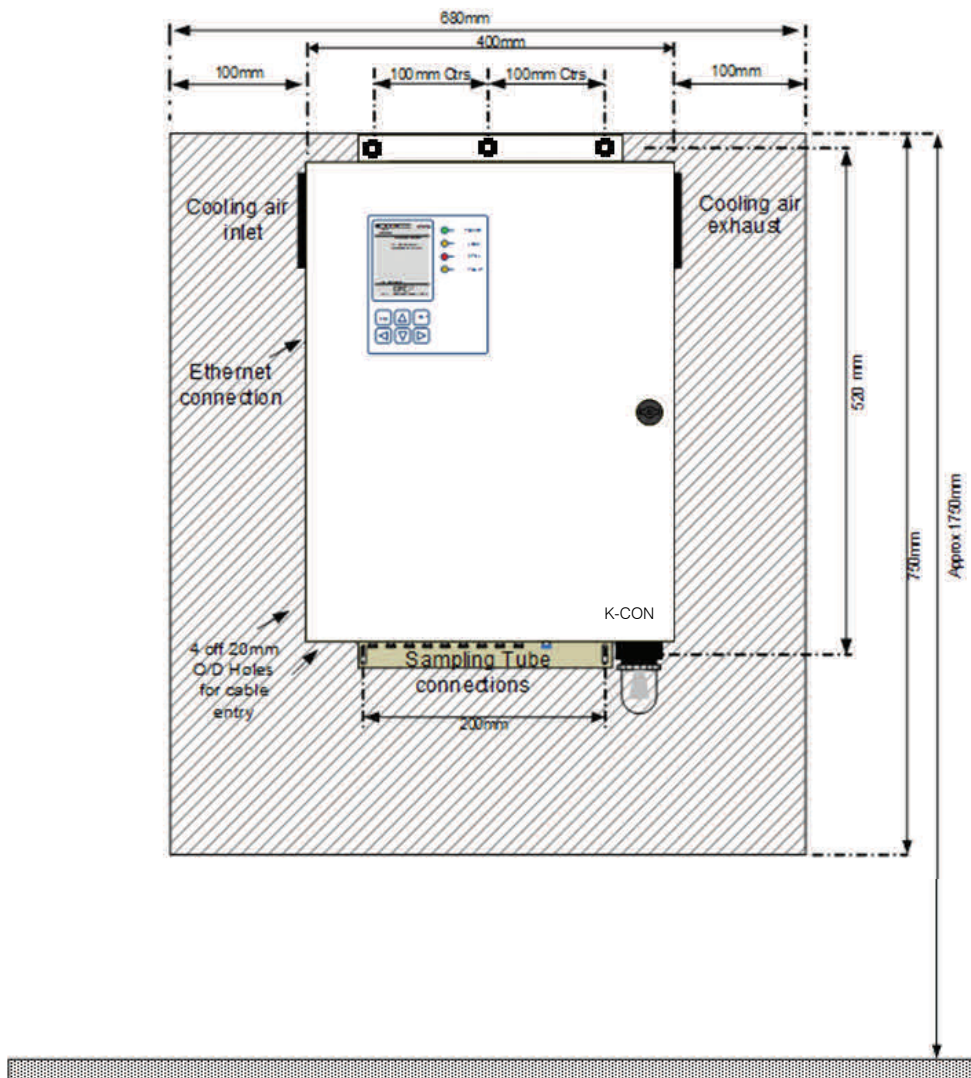 680mm
400mm
100mm
100mm Ctrs
100mm Ctrs
100mm
Cooling air
inlet
Cooling air
exhaust
Ethernet
connection
520 mm
750mm
Approx 1750mm
K-CON
4 off 20mm
O/D Holes
for cable
entry
Sampling Tube
connections
200mm